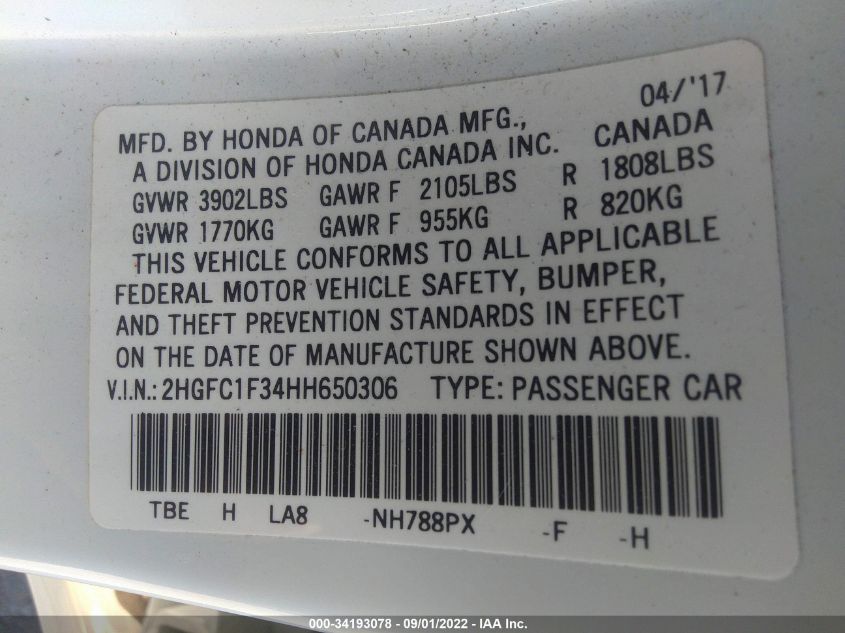 04/'17
MFD. BY HONDA OF CANADA MFG.,
A DIVISION OF HONDA CANADA INC. CANADA
GVWR 3902LBS GAWR F 2105LBS R 1808LBS
GVWR 1770KG GAWR F 955KG R 820KG
THIS VEHICLE CONFORMS TO ALL APPLICABLE
FEDERAL MOTOR VEHICLE SAFETY, BUMPER,
AND THEFT PREVENTION STANDARDS IN EFFECT
ON THE DATE OF MANUFACTURE SHOWN ABOVE.
V.I.N.: 2HGFC1F34HH650306 TYPE: PASSENGER CAR
TBE H LA8 -NH788PX -F -H
000-34193078 - 09/01/2022 - IAA Inc.